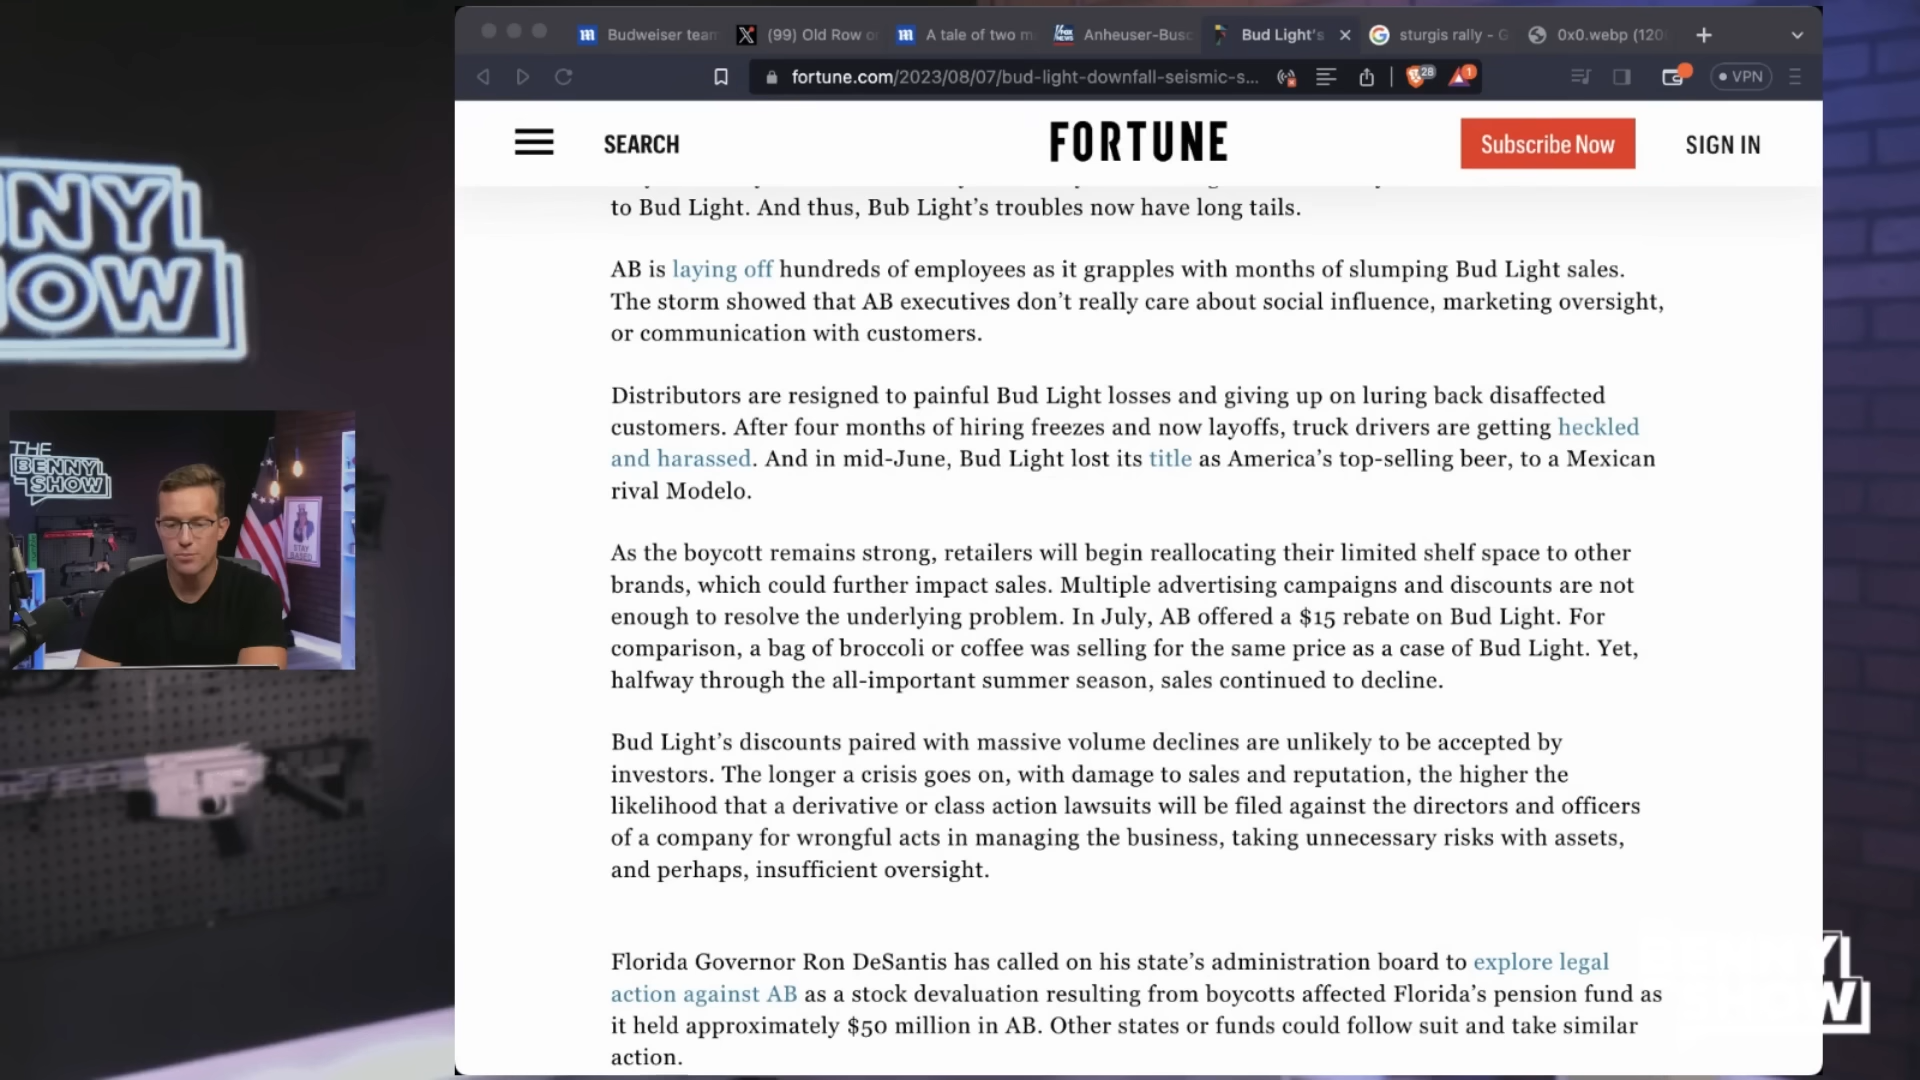 Budweiser team
(99) Old Row on
A tale of two m
Anheuser-Busc
Bud Light's
sturgis rally - G
0x0.webp (120
fortune.com/2023/08/07/bud-light-downfall-seismic-s...
28
1
VPN
SEARCH
FORTUNE
Subscribe Now
SIGN IN
to Bud Light. And thus, Bub Light's troubles now have long tails.
AB is laying off hundreds of employees as it grapples with months of slumping Bud Light sales.
The storm showed that AB executives don't really care about social influence, marketing oversight,
or communication with customers.
Distributors are resigned to painful Bud Light losses and giving up on luring back disaffected
customers. After four months of hiring freezes and now layoffs, truck drivers are getting heckled
and harassed. And in mid-June, Bud Light lost its title as America's top-selling beer, to a Mexican
rival Modelo.
As the boycott remains strong, retailers will begin reallocating their limited shelf space to other
brands, which could further impact sales. Multiple advertising campaigns and discounts are not
enough to resolve the underlying problem. In July, AB offered a $15 rebate on Bud Light. For
comparison, a bag of broccoli or coffee was selling for the same price as a case of Bud Light. Yet,
halfway through the all-important summer season, sales continued to decline.
Bud Light's discounts paired with massive volume declines are unlikely to be accepted by
investors. The longer a crisis goes on, with damage to sales and reputation, the higher the
likelihood that a derivative or class action lawsuits will be filed against the directors and officers
of a company for wrongful acts in managing the business, taking unnecessary risks with assets,
and perhaps, insufficient oversight.
Florida Governor Ron DeSantis has called on his state's administration board to explore legal
action against AB as a stock devaluation resulting from boycotts affected Florida's pension fund as
it held approximately $50 million in AB. Other states or funds could follow suit and take similar
action.
NNY
OW
THE
BENNY
SHOW
STAY
BASED
Y
W